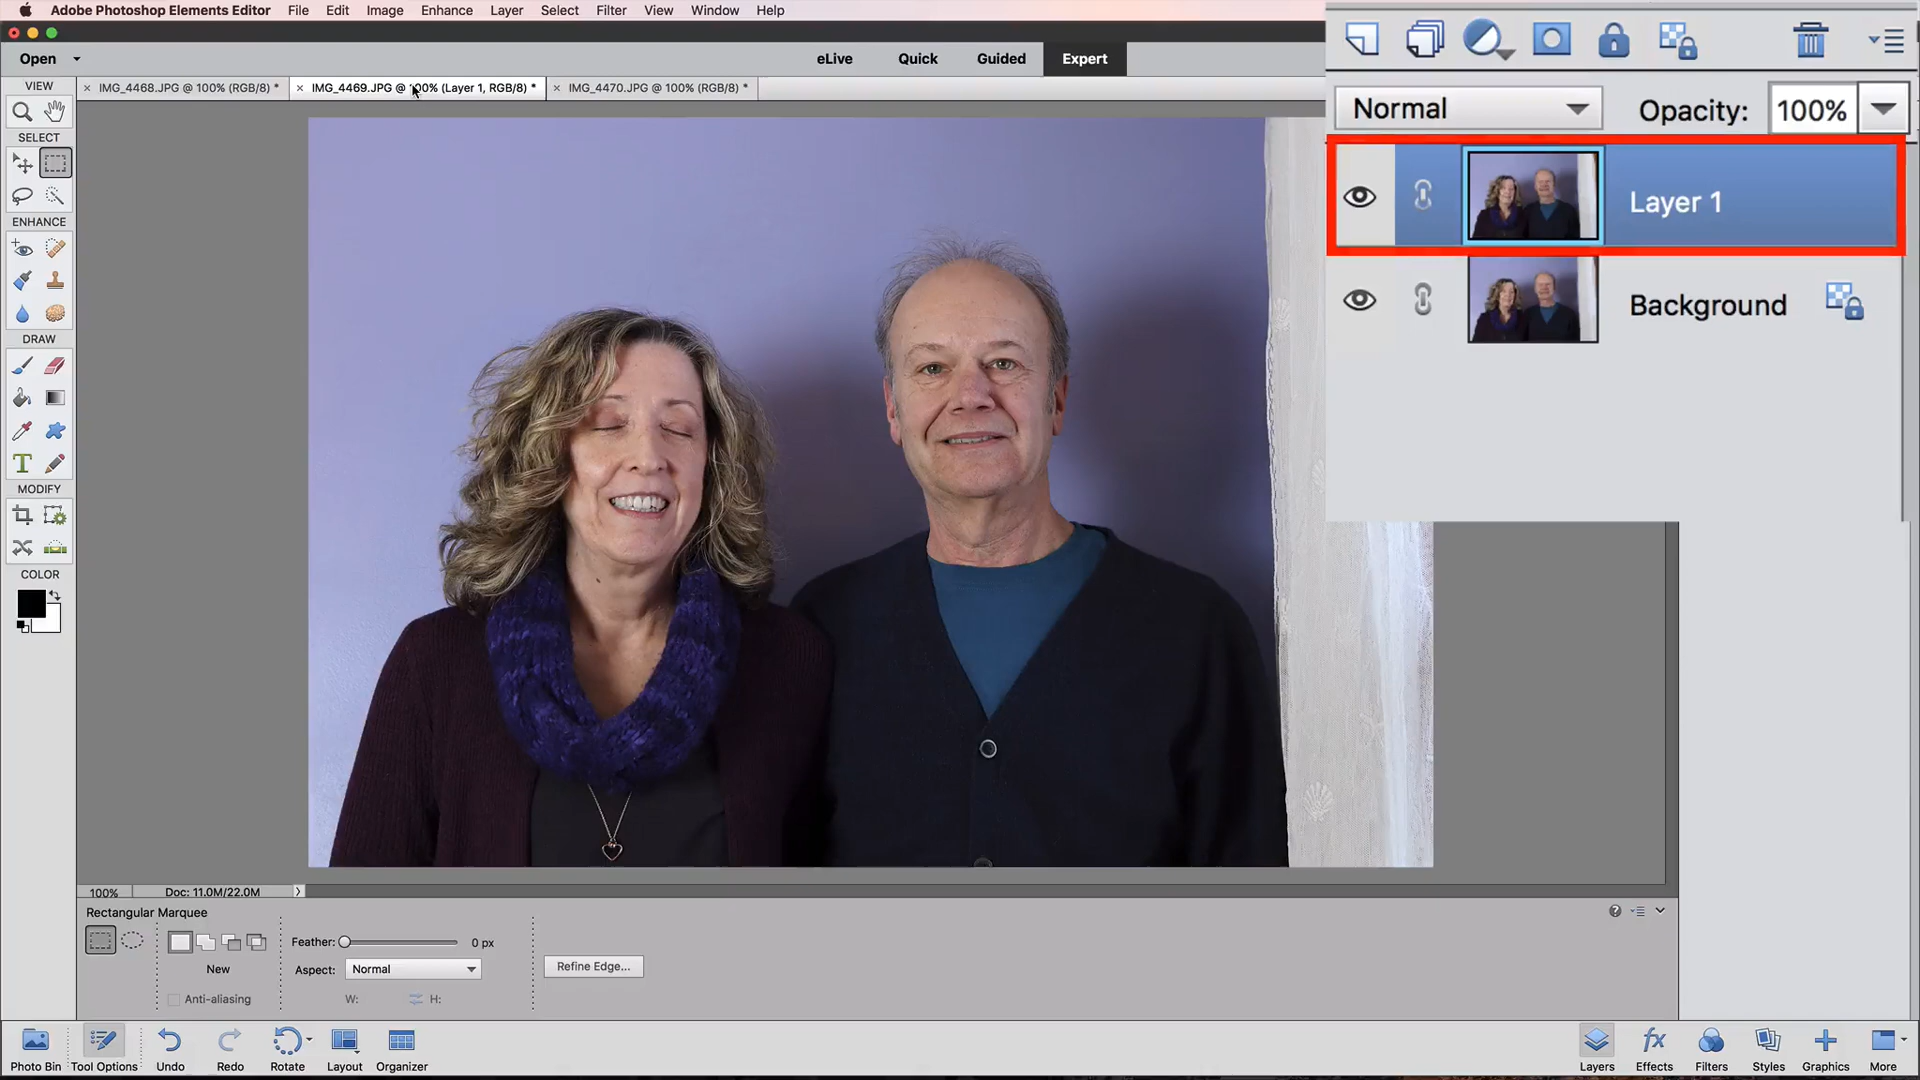 Adobe Photoshop Elements Editor File Edit Image Enhance Layer Select Filter View Window Help
Open eLive Quick Guided Expert
IMG_4468.JPG @ 100% (RGB/8) * IMG_4469.JPG @ 100% (Layer 1, RGB/8) * IMG_4470.JPG @ 100% (RGB/8) *
Normal Opacity: 100%
Layer 1
Background
VIEW
SELECT
ENHANCE
DRAW
T
MODIFY
COLOR
100% Doc: 11.0M/22.0M
Rectangular Marquee
Feather: 0 px
New Aspect: Normal Refine Edge...
Anti-aliasing W: H:
Photo Bin Tool Options Undo Redo Rotate Layout Organizer fx Layers Effects Filters Styles Graphics More